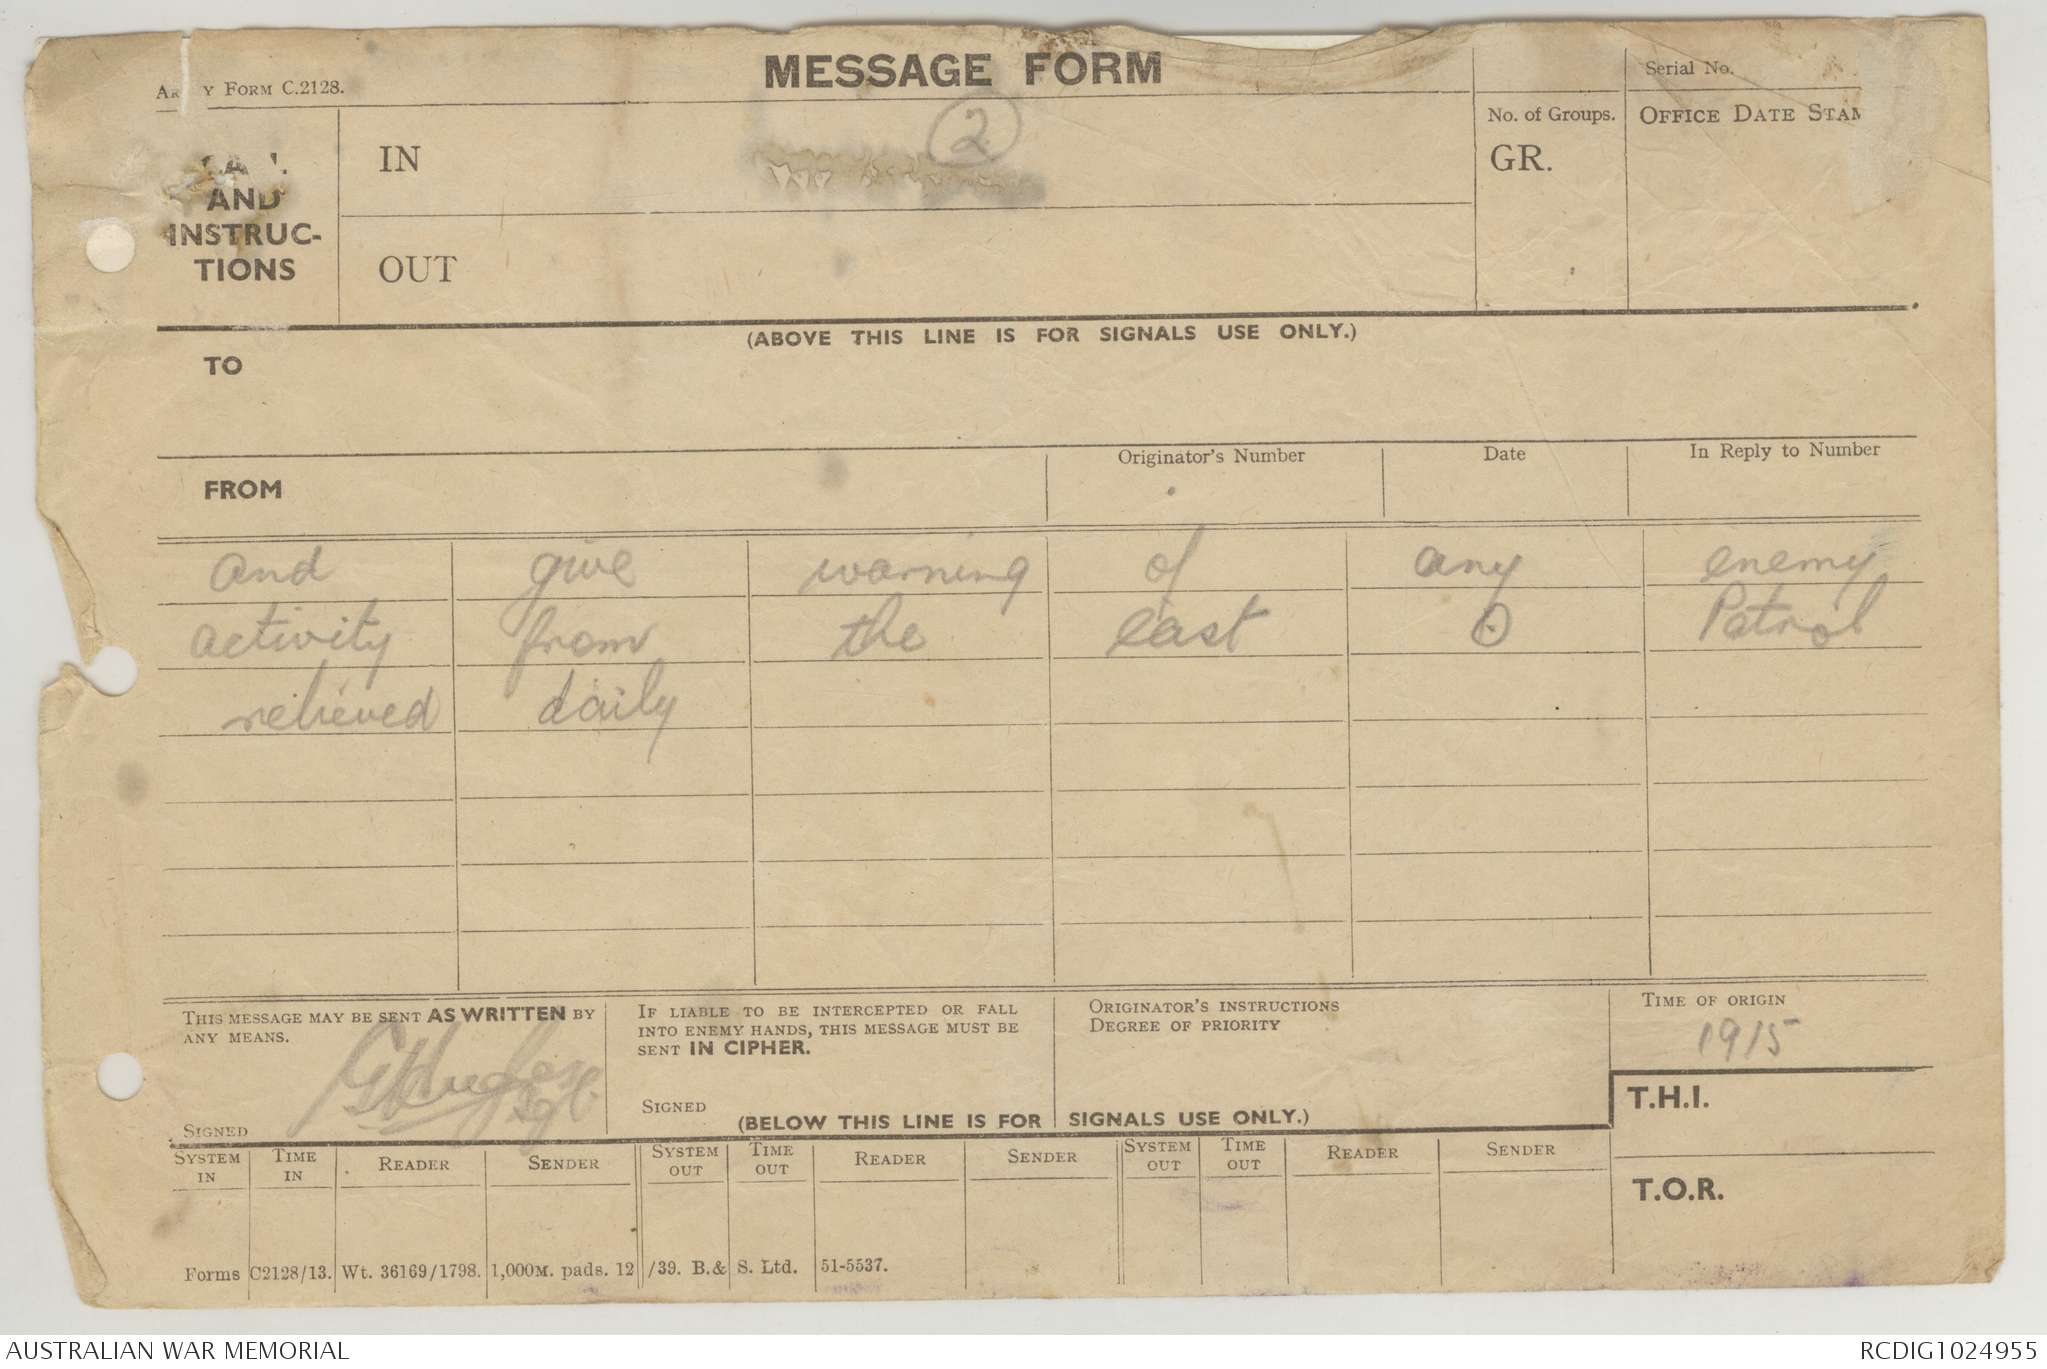 MESSAGE FORM
FORM C.2128.
Serial No.
No. of Groups.
OFFICE DATE STAM
2
AND
INSTRUC-
TIONS
IN
GR.
OUT
(ABOVE THIS LINE IS FOR SIGNALS USE ONLY.)
TO
FROM
Originator's Number
Date
In Reply to Number
and give warning of any enemy
activity from the east ⊙ Patrol
relieved daily
THIS MESSAGE MAY BE SENT AS WRITTEN BY
ANY MEANS.
GHughes
SIGNED
IF LIABLE TO BE INTERCEPTED OR FALL
INTO ENEMY HANDS, THIS MESSAGE MUST BE
SENT IN CIPHER.
SIGNED
ORIGINATOR'S INSTRUCTIONS
DEGREE OF PRIORITY
TIME OF ORIGIN
1915
T.H.I.
(BELOW THIS LINE IS FOR SIGNALS USE ONLY.)
SYSTEM IN TIME IN READER SENDER SYSTEM OUT TIME OUT READER SENDER SYSTEM OUT TIME OUT READER SENDER
T.O.R.
Forms C2128/13. Wt. 36169/1798. 1,000M. pads. 12/39. B.& S. Ltd. 51-5537.
AUSTRALIAN WAR MEMORIAL
RCDIG1024955